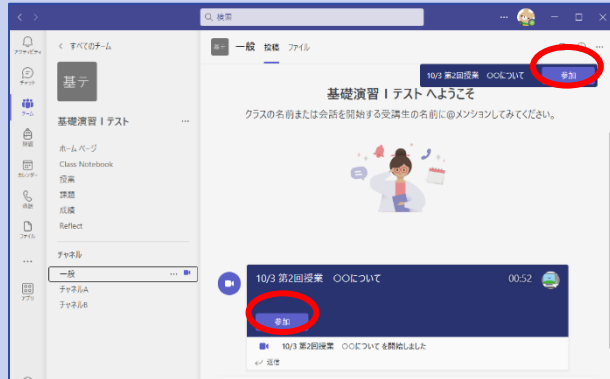 検索
アクティビティ
チャット
チーム
課題
カレンダー
通話
ファイル
アプリ
すべてのチーム
基テ
基礎演習Ⅰテスト
ホームページ
Class Notebook
授業
課題
成績
Reflect
チャネル
一般
チャネルA
チャネルB
基テ 一般 投稿 ファイル
10/3 第2回授業 〇〇について 参加
基礎演習Ⅰテスト へようこそ
クラスの名前または会話を開始する受講生の名前に@メンションしてみてください。
10/3 第2回授業 〇〇について 00:52
参加
10/3 第2回授業 〇〇について を開始しました
返信